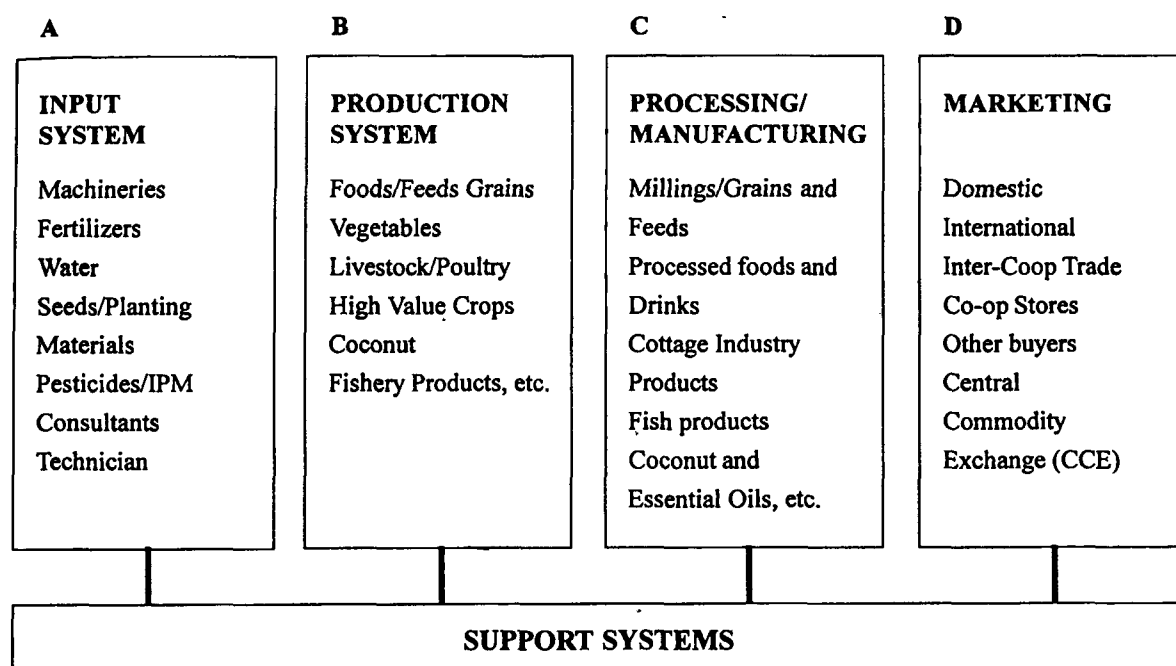 A
INPUT
SYSTEM
Machineries
Fertilizers
Water
Seeds/Planting
Materials
Pesticides/IPM
Consultants
Technician
B
PRODUCTION
SYSTEM
Foods/Feeds Grains
Vegetables
Livestock/Poultry
High Value Crops
Coconut
Fishery Products, etc.
C
PROCESSING/
MANUFACTURING
Millings/Grains and
Feeds
Processed foods and
Drinks
Cottage Industry
Products
Fish products
Coconut and
Essential Oils, etc.
D
MARKETING
Domestic
International
Inter-Coop Trade
Co-op Stores
Other buyers
Central
Commodity
Exchange (CCE)
SUPPORT SYSTEMS